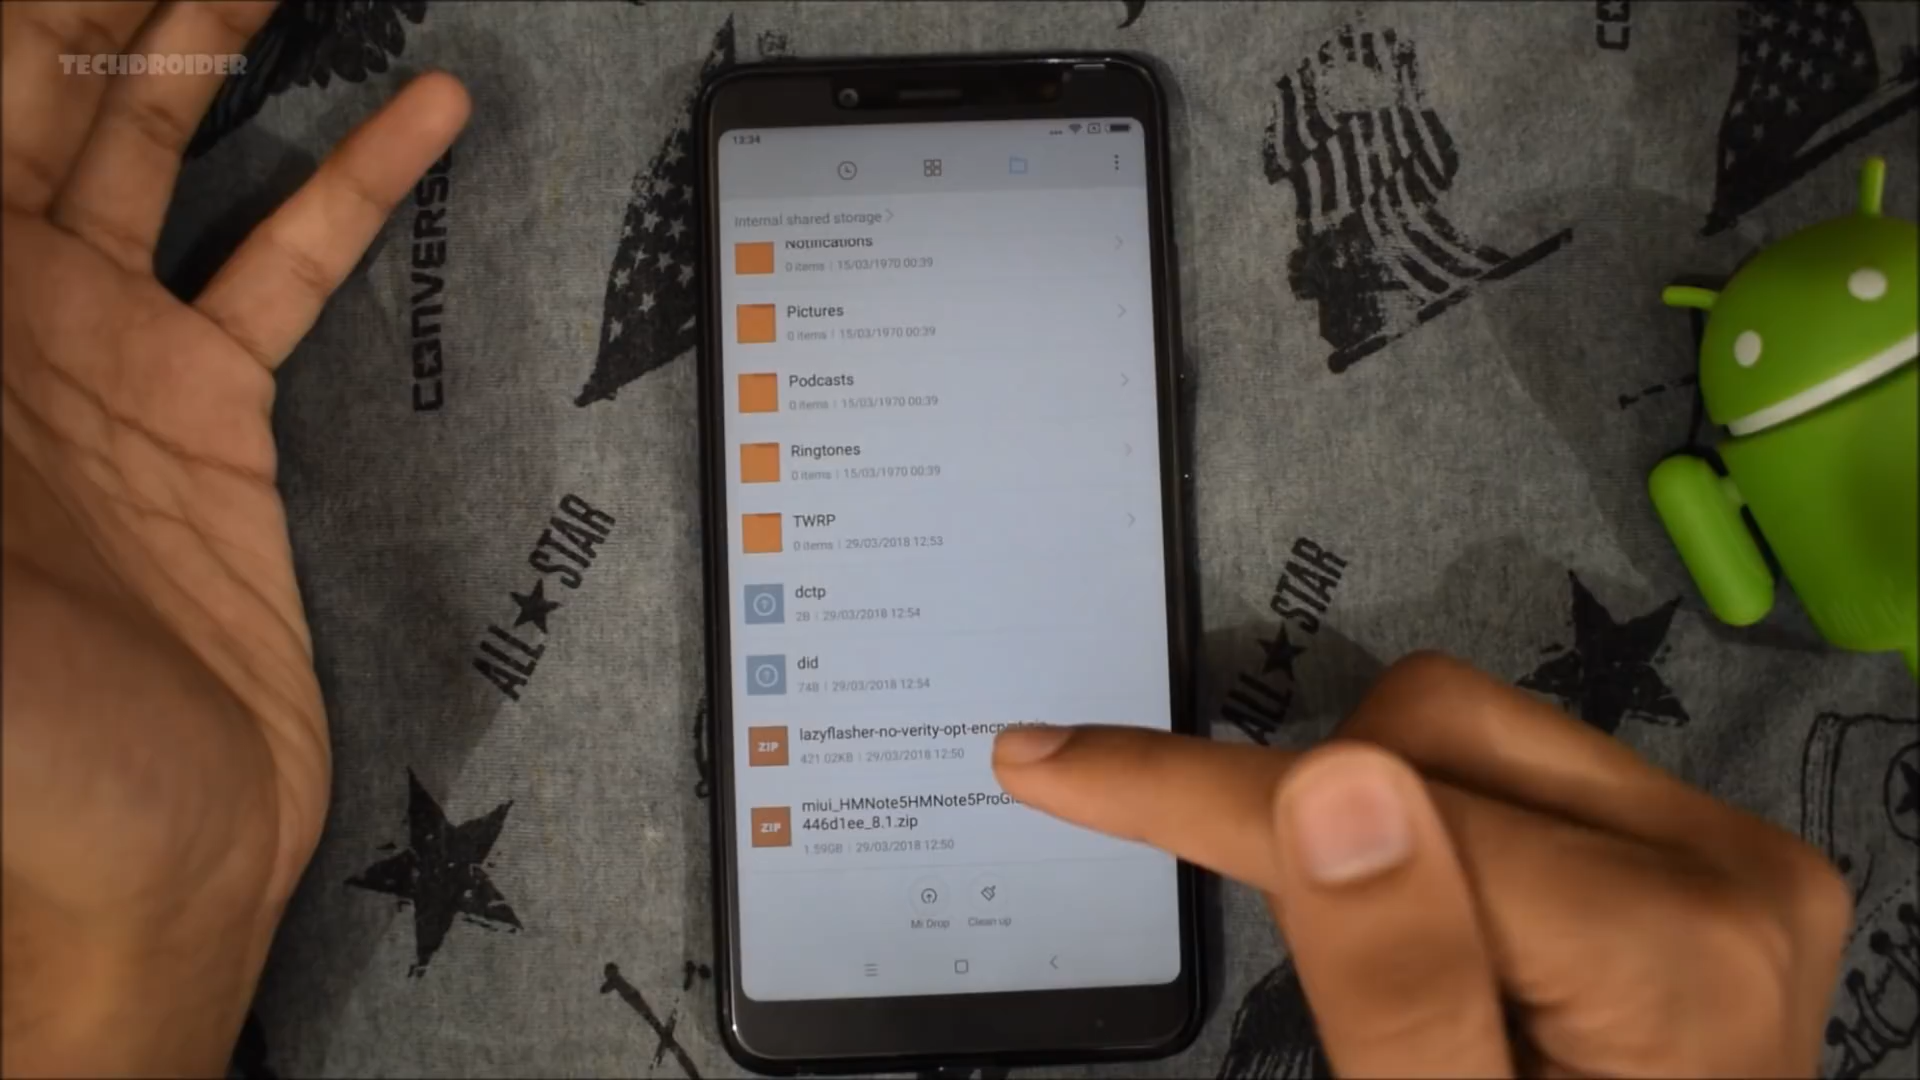 TECHDROIDER
13:34
Internal shared storage
Notifications
0 items | 15/03/1970 00:39
Pictures
0 items | 15/03/1970 00:39
Podcasts
0 items | 15/03/1970 00:39
Ringtones
0 items | 15/03/1970 00:39
TWRP
0 items | 29/03/2018 12:53
dctp
2B | 29/03/2018 12:54
did
74B | 29/03/2018 12:54
ZIP
lazyflasher-no-verity-opt-encrypt.zip
421.02KB | 29/03/2018 12:50
ZIP
miui_HMNote5HMNote5ProGl
446d1ee_8.1.zip
1.59GB | 29/03/2018 12:50
Mi Drop
Clean up
CONVERSE
ALL STAR
ALL STAR
CO